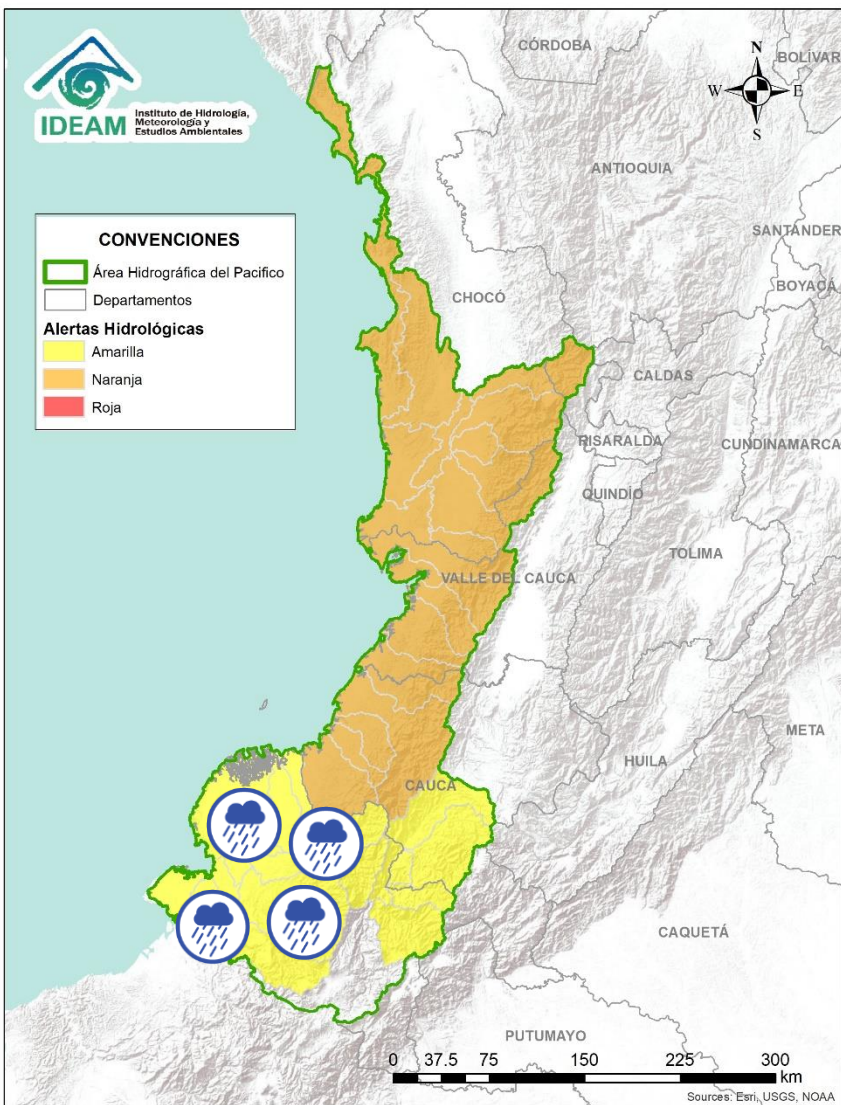 IDEAM
Instituto de Hidrología,
Meteorología y
Estudios Ambientales
N
W
E
S
CÓRDOBA
BOLÍVAR
ANTIOQUIA
SANTANDER
BOYACÁ
CONVENCIONES
Área Hidrográfica del Pacifico
Departamentos
Alertas Hidrológicas
Amarilla
Naranja
Roja
CHOCÓ
CALDAS
RISARALDA
CUNDINAMARCA
QUINDÍO
TOLIMA
VALLE DEL CAUCA
META
HUILA
CAUCA
CAQUETÁ
PUTUMAYO
0 37.5 75 150 225 300
km
Sources: Esri, USGS, NOAA